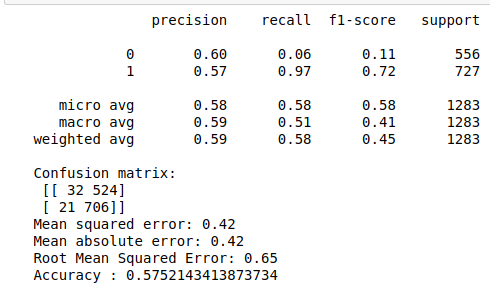 precision recall f1-score support
0 0.60 0.06 0.11 556
1 0.57 0.97 0.72 727
micro avg 0.58 0.58 0.58 1283
macro avg 0.59 0.51 0.41 1283
weighted avg 0.59 0.58 0.45 1283
Confusion matrix:
[[ 32 524]
[ 21 706]]
Mean squared error: 0.42
Mean absolute error: 0.42
Root Mean Squared Error: 0.65
Accuracy : 0.5752143413873734